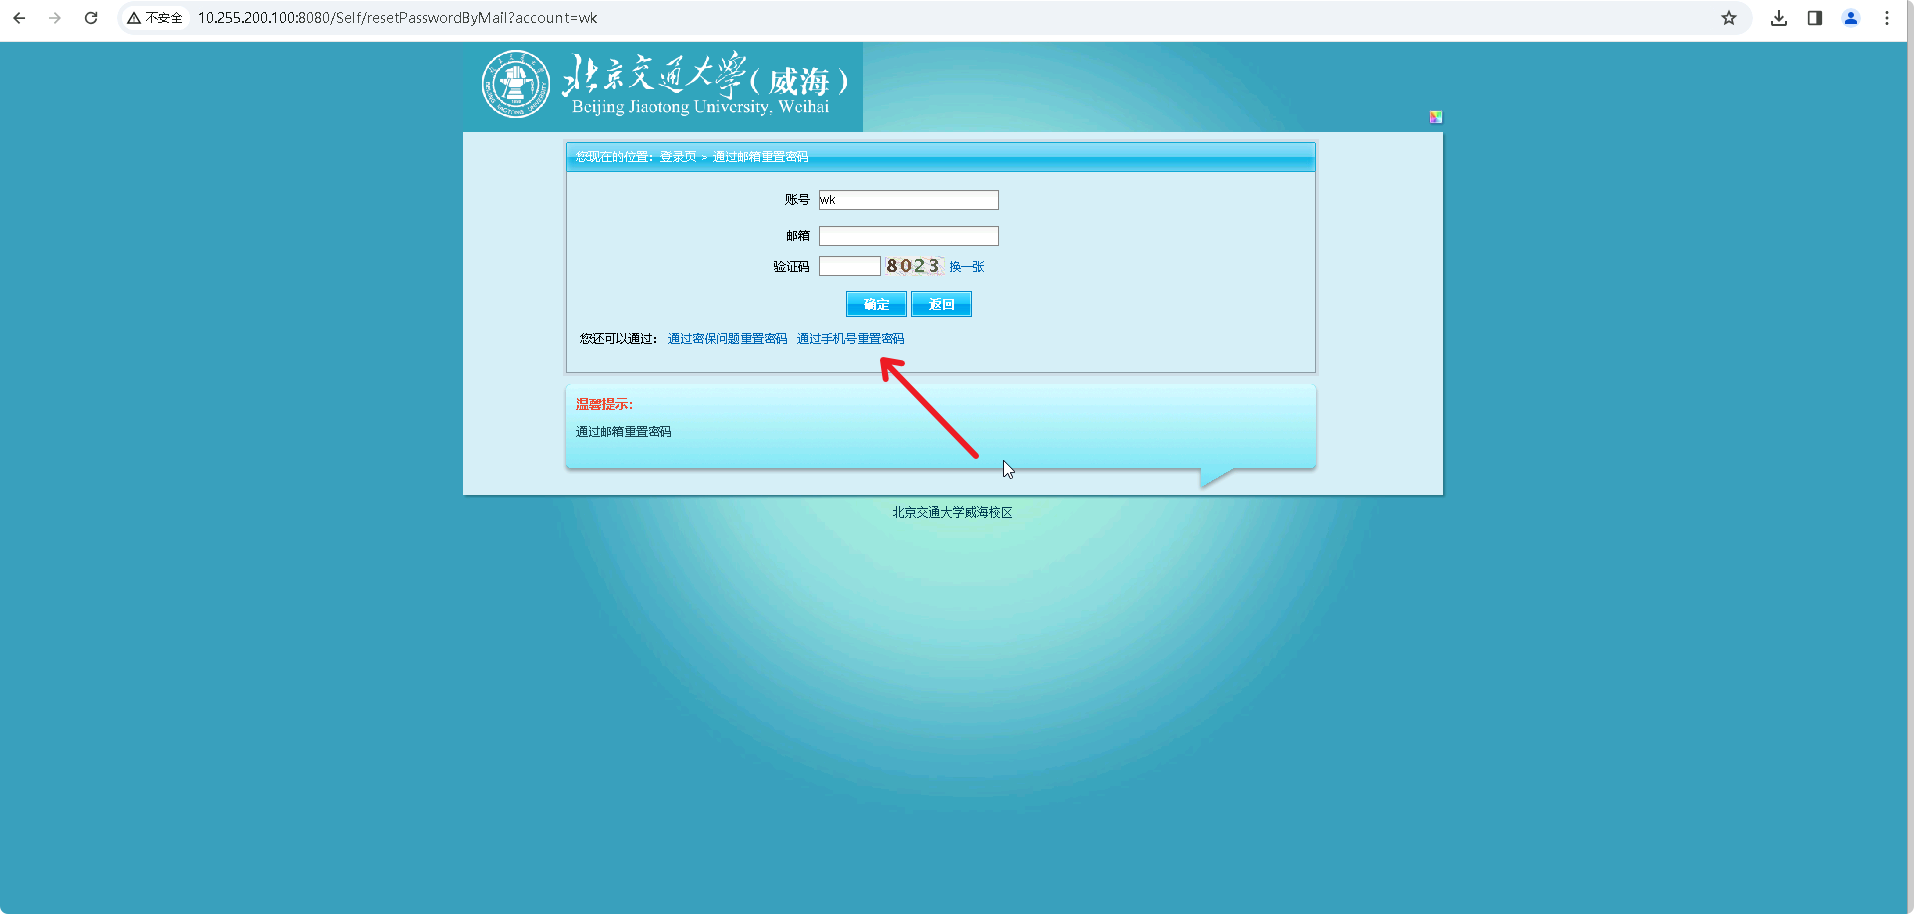 不安全 10.255.200.100:8080/Self/resetPasswordByMail?account=wk
北京交通大学(威海)
Beijing Jiaotong University, Weihai
您现在的位置：登录页 > 通过邮箱重置密码
账号 wk
邮箱
验证码 8023 换一张
确定 返回
您还可以通过： 通过密保问题重置密码 通过手机号重置密码
温馨提示：
通过邮箱重置密码
北京交通大学威海校区